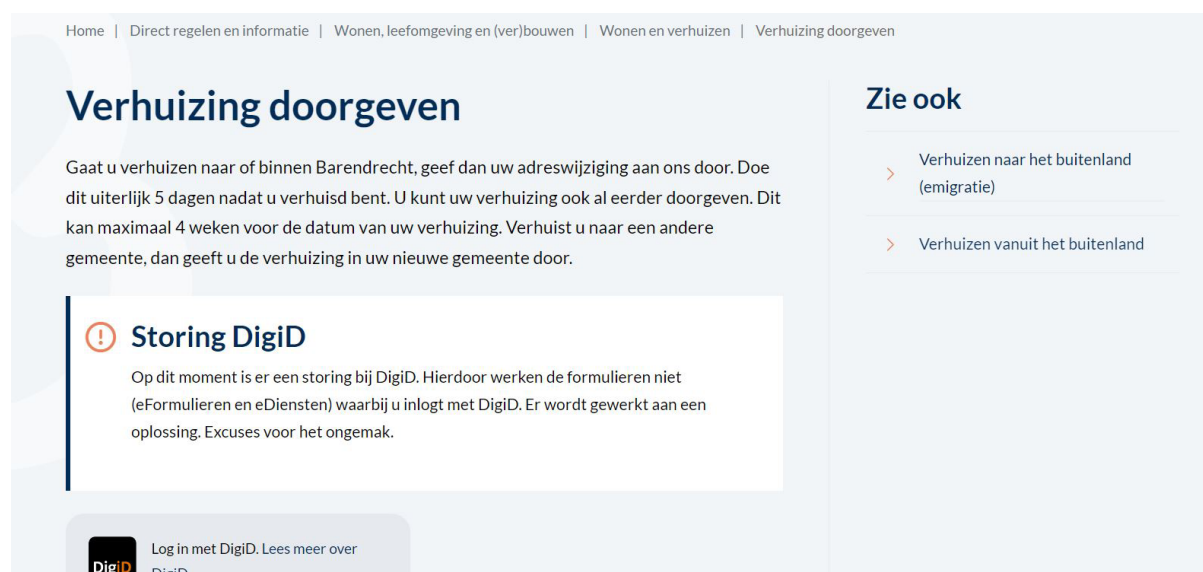 Home | Direct regelen en informatie | Wonen, leefomgeving en (ver)bouwen | Wonen en verhuizen | Verhuizing doorgeven
Verhuizing doorgeven
Gaat u verhuizen naar of binnen Barendrecht, geef dan uw adreswijziging aan ons door. Doe
dit uiterlijk 5 dagen nadat u verhuisd bent. U kunt uw verhuizing ook al eerder doorgeven. Dit
kan maximaal 4 weken voor de datum van uw verhuizing. Verhuist u naar een andere
gemeente, dan geeft u de verhuizing in uw nieuwe gemeente door.
Storing DigiD
Op dit moment is er een storing bij DigiD. Hierdoor werken de formulieren niet
(eFormulieren en eDiensten) waarbij u inlogt met DigiD. Er wordt gewerkt aan een
oplossing. Excuses voor het ongemak.
DigiD
Log in met DigiD. Lees meer over
DigiD
Zie ook
Verhuizen naar het buitenland
(emigratie)
Verhuizen vanuit het buitenland